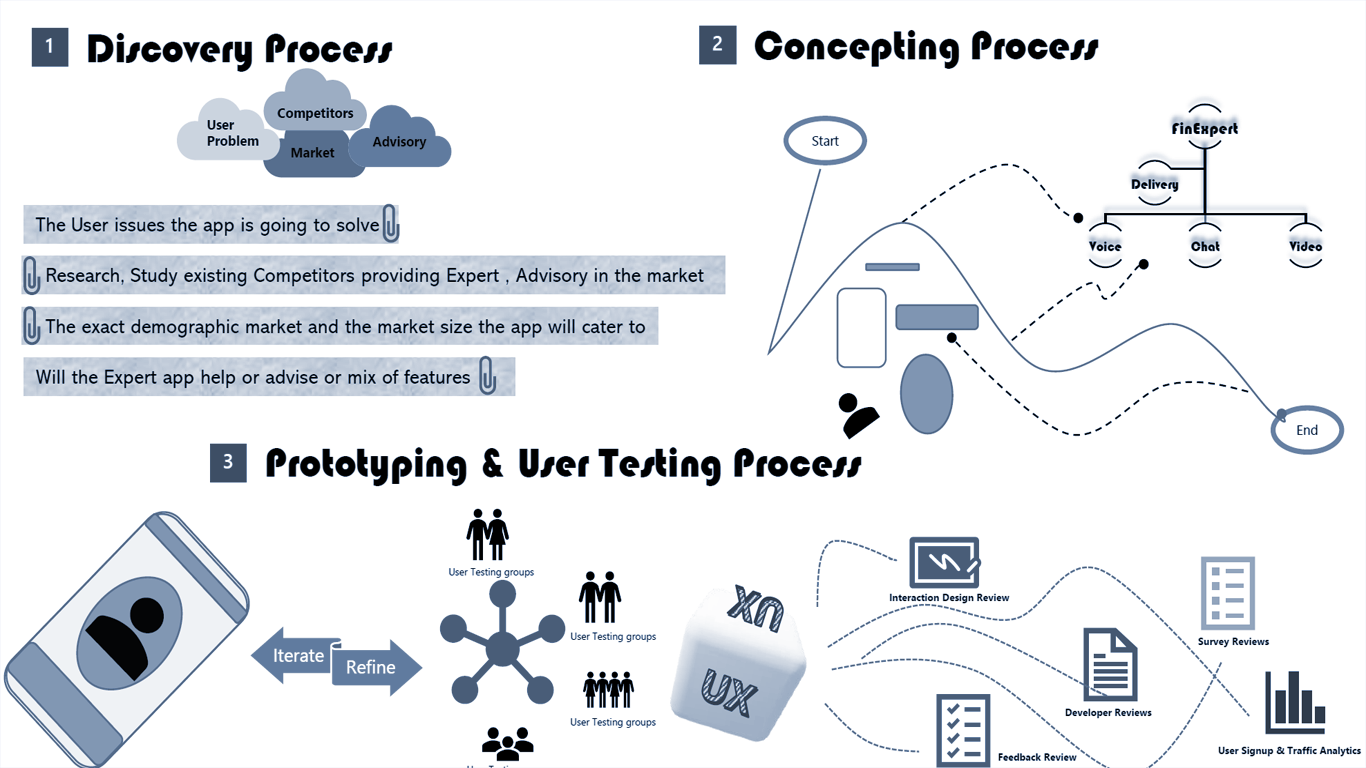 1
Discovery Process
User
Problem
Competitors
Market
Advisory
The User issues the app is going to solve
Research, Study existing Competitors providing Expert , Advisory in the market
The exact demographic market and the market size the app will cater to
Will the Expert app help or advise or mix of features
2
Concepting Process
Start
FinExpert
Delivery
Voice
Chat
Video
End
3
Prototyping & User Testing Process
Iterate
Refine
User Testing groups
User Testing groups
User Testing groups
UX
UX
Interaction Design Review
Survey Reviews
Developer Reviews
User Signup & Traffic Analytics
Feedback Review